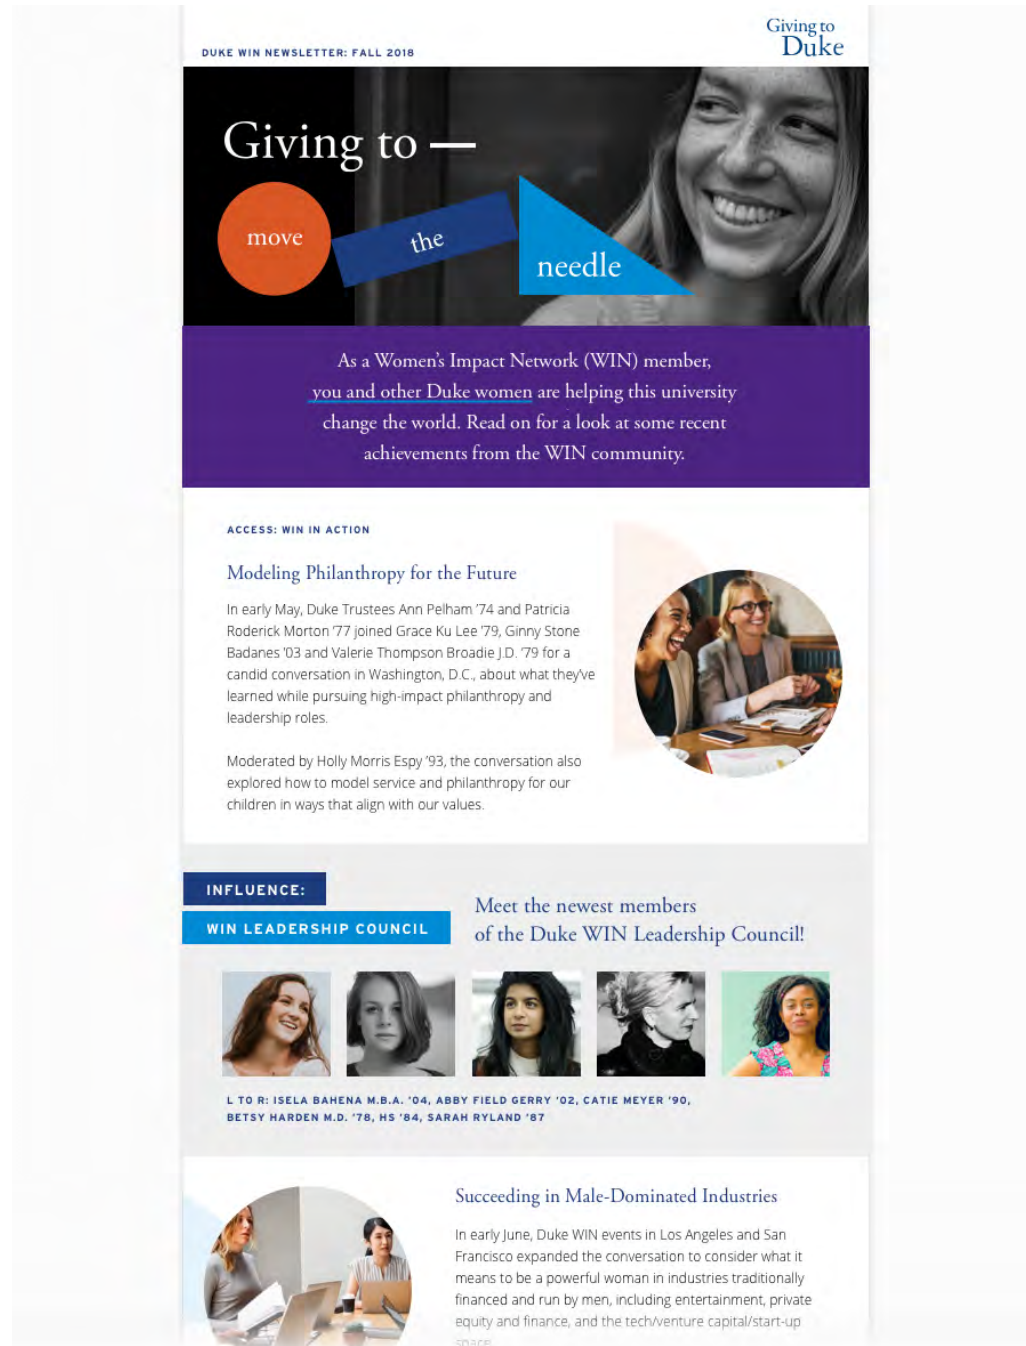 DUKE WIN NEWSLETTER: FALL 2018
Giving to
Duke
Giving to —
move
the
needle
As a Women's Impact Network (WIN) member,
you and other Duke women are helping this university
change the world. Read on for a look at some recent
achievements from the WIN community.
ACCESS: WIN IN ACTION
Modeling Philanthropy for the Future
In early May, Duke Trustees Ann Pelham '74 and Patricia
Roderick Morton '77 joined Grace Ku Lee '79, Ginny Stone
Badanes '03 and Valerie Thompson Broadie J.D. '79 for a
candid conversation in Washington, D.C., about what they've
learned while pursuing high-impact philanthropy and
leadership roles.
Moderated by Holly Morris Espy '93, the conversation also
explored how to model service and philanthropy for our
children in ways that align with our values.
INFLUENCE:
WIN LEADERSHIP COUNCIL
Meet the newest members
of the Duke WIN Leadership Council!
L TO R: ISELA BAHENA M.B.A. '04, ABBY FIELD GERRY '02, CATIE MEYER '90,
BETSY HARDEN M.D. '78, HS '84, SARAH RYLAND '87
Succeeding in Male-Dominated Industries
In early June, Duke WIN events in Los Angeles and San
Francisco expanded the conversation to consider what it
means to be a powerful woman in industries traditionally
financed and run by men, including entertainment, private
equity and finance, and the tech/venture capital/start-up
space.